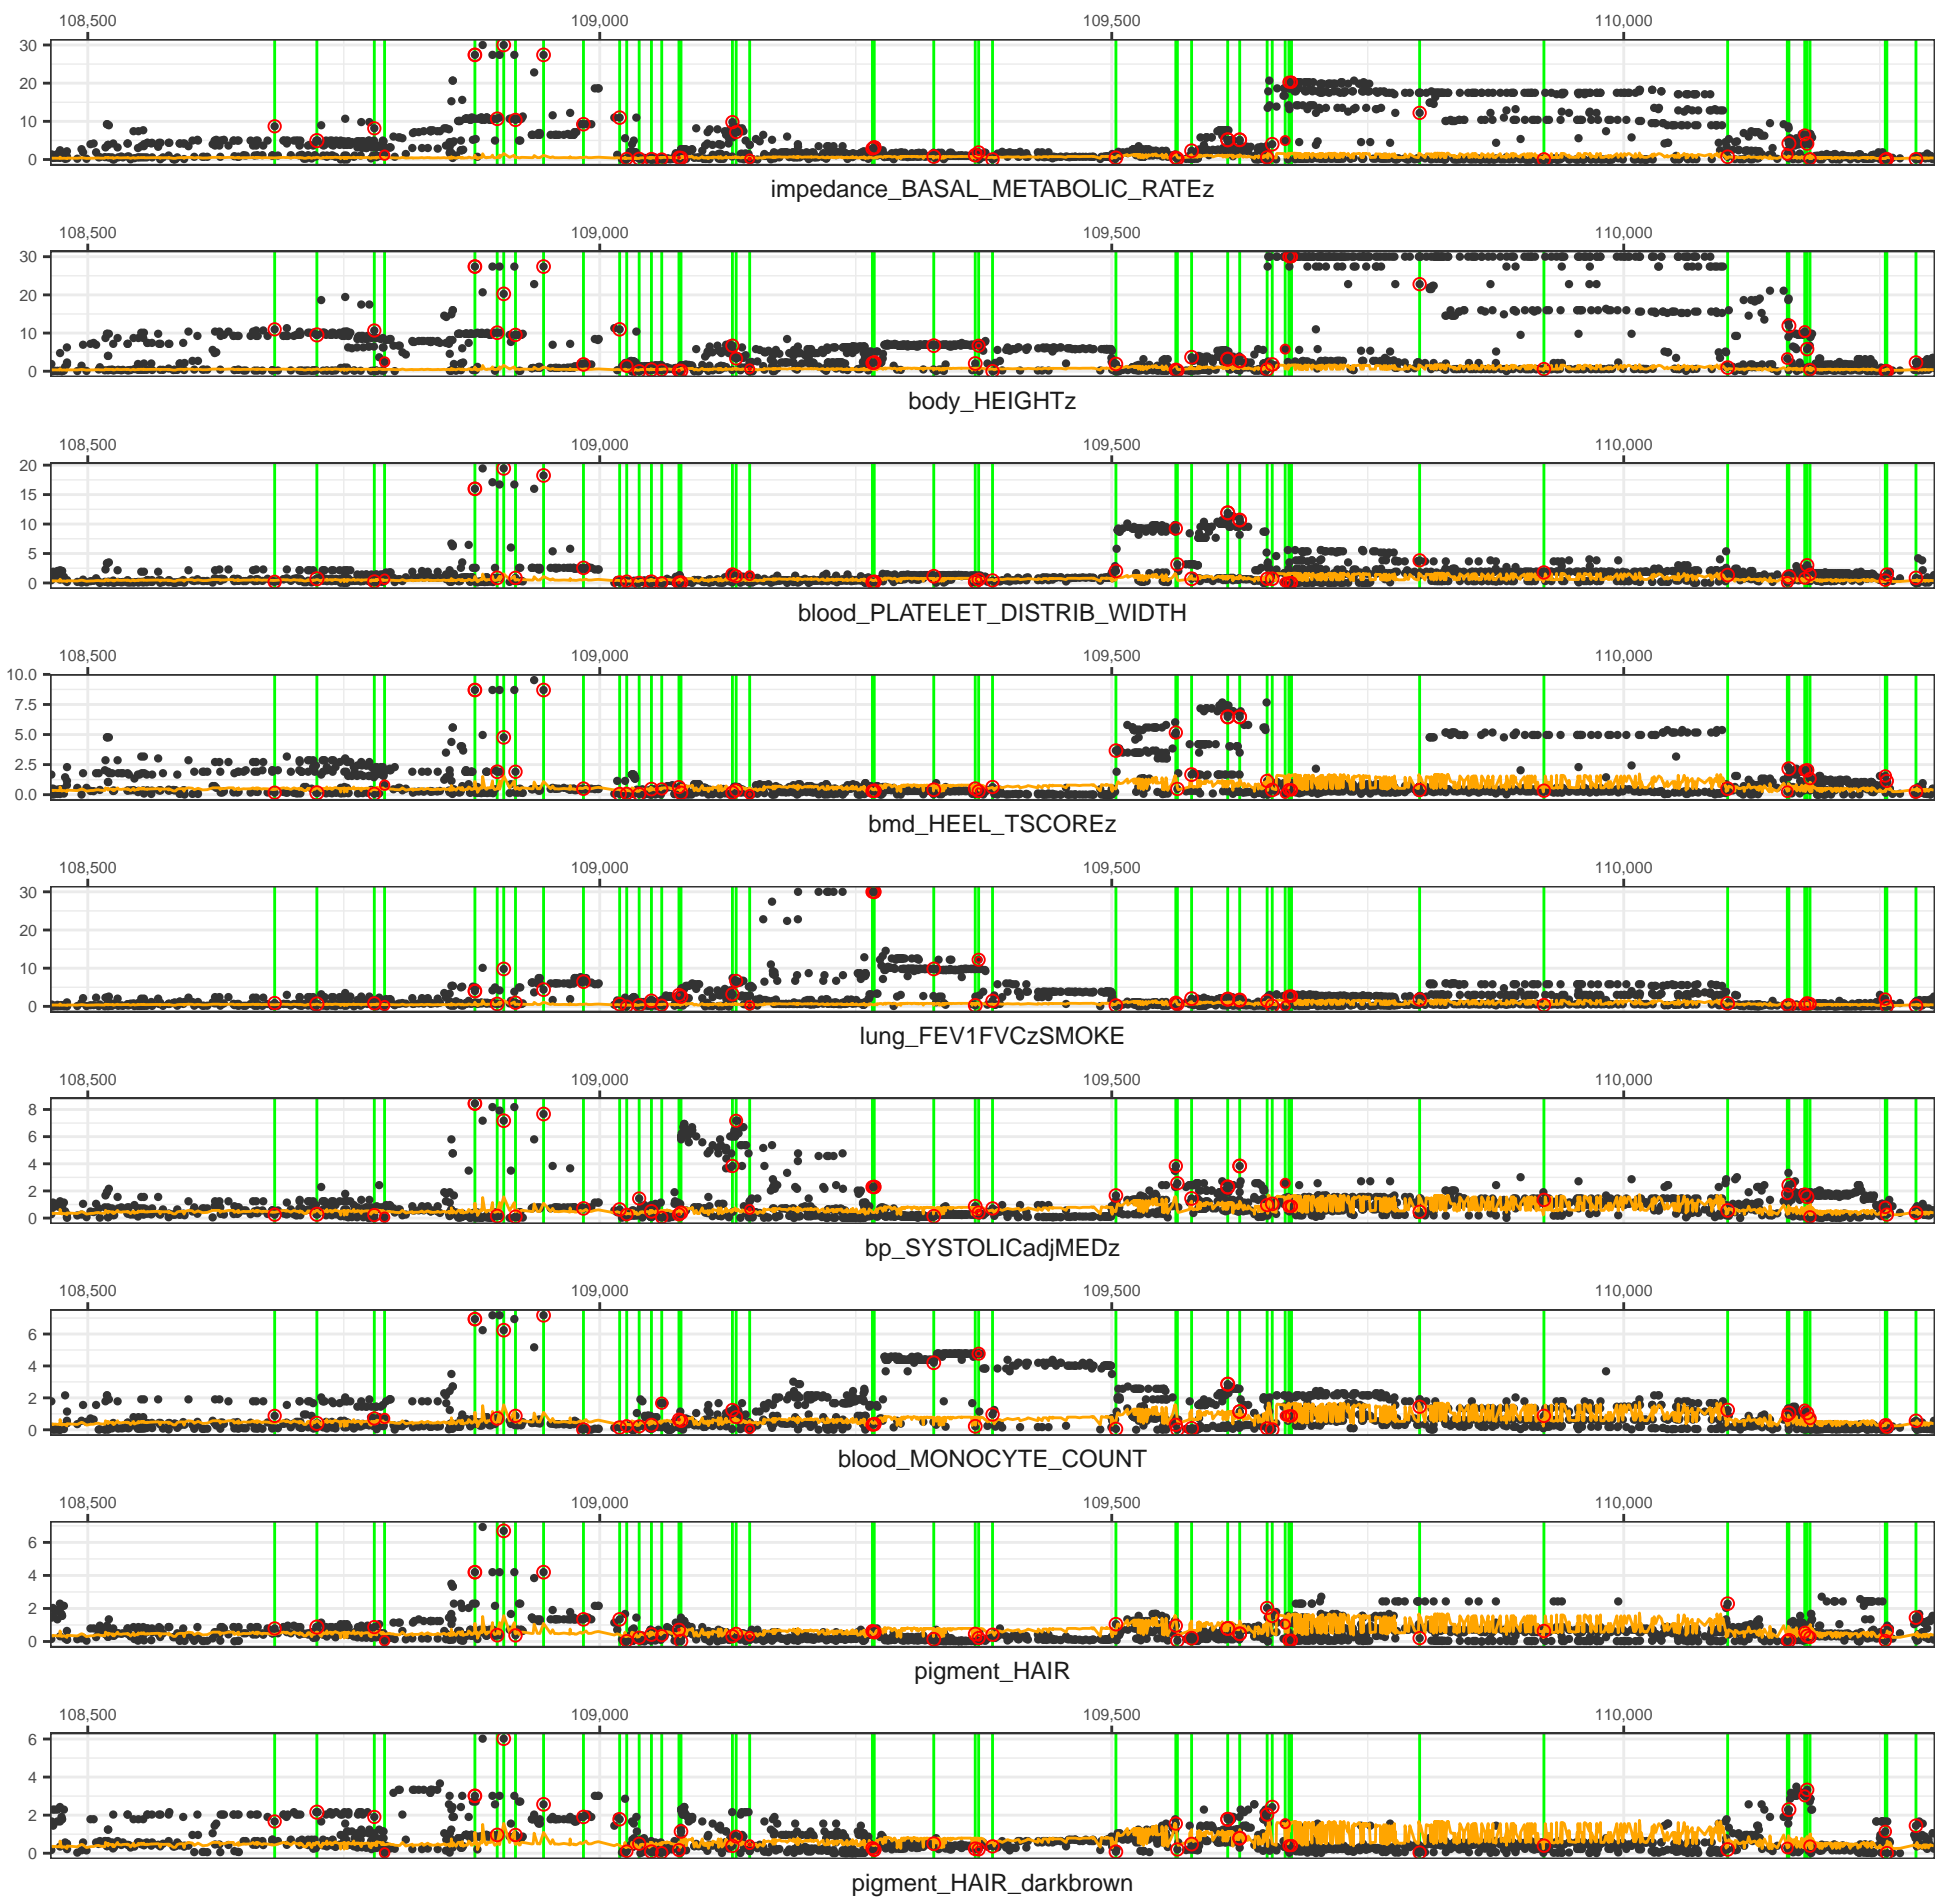 108,500 109,000 109,500 110,000
30
20
10
0
impedance_BASAL_METABOLIC_RATEz
108,500 109,000 109,500 110,000
30
20
10
0
body_HEIGHTz
108,500 109,000 109,500 110,000
20
15
10
5
0
blood_PLATELET_DISTRIB_WIDTH
108,500 109,000 109,500 110,000
10.0
7.5
5.0
2.5
0.0
bmd_HEEL_TSCOREz
108,500 109,000 109,500 110,000
30
20
10
0
lung_FEV1FVCzSMOKE
108,500 109,000 109,500 110,000
8
6
4
2
0
bp_SYSTOLICadjMEDz
108,500 109,000 109,500 110,000
6
4
2
0
blood_MONOCYTE_COUNT
108,500 109,000 109,500 110,000
6
4
2
0
pigment_HAIR
108,500 109,000 109,500 110,000
6
4
2
0
pigment_HAIR_darkbrown